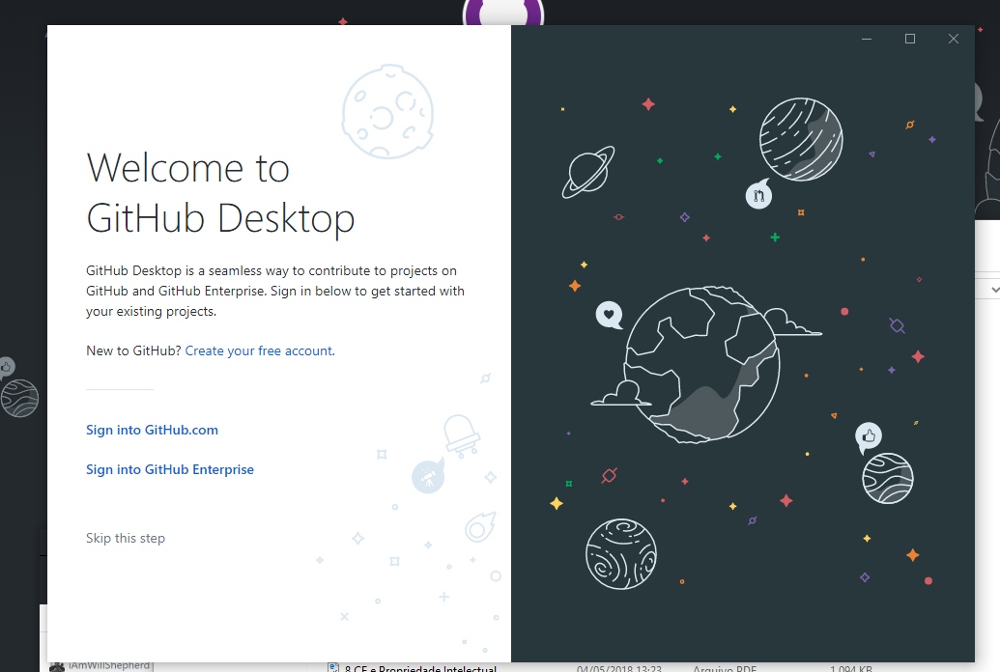 Welcome to
GitHub Desktop
GitHub Desktop is a seamless way to contribute to projects on
GitHub and GitHub Enterprise. Sign in below to get started with
your existing projects.
New to GitHub? Create your free account.
Sign into GitHub.com
Sign into GitHub Enterprise
Skip this step
iAmWillShepherd
8 CF e Propriedade Intelectual
04/05/2018 13:23
Arquivo PDF
1.094 KB